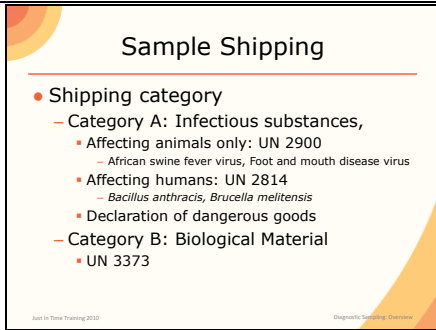 Sample Shipping
• Shipping category
– Category A: Infectious substances,
▪ Affecting animals only: UN 2900
– African swine fever virus, Foot and mouth disease virus
▪ Affecting humans: UN 2814
– Bacillus anthracis, Brucella melitensis
▪ Declaration of dangerous goods
– Category B: Biological Material
▪ UN 3373
Just In Time Training 2010
Diagnostic Sampling: Overview